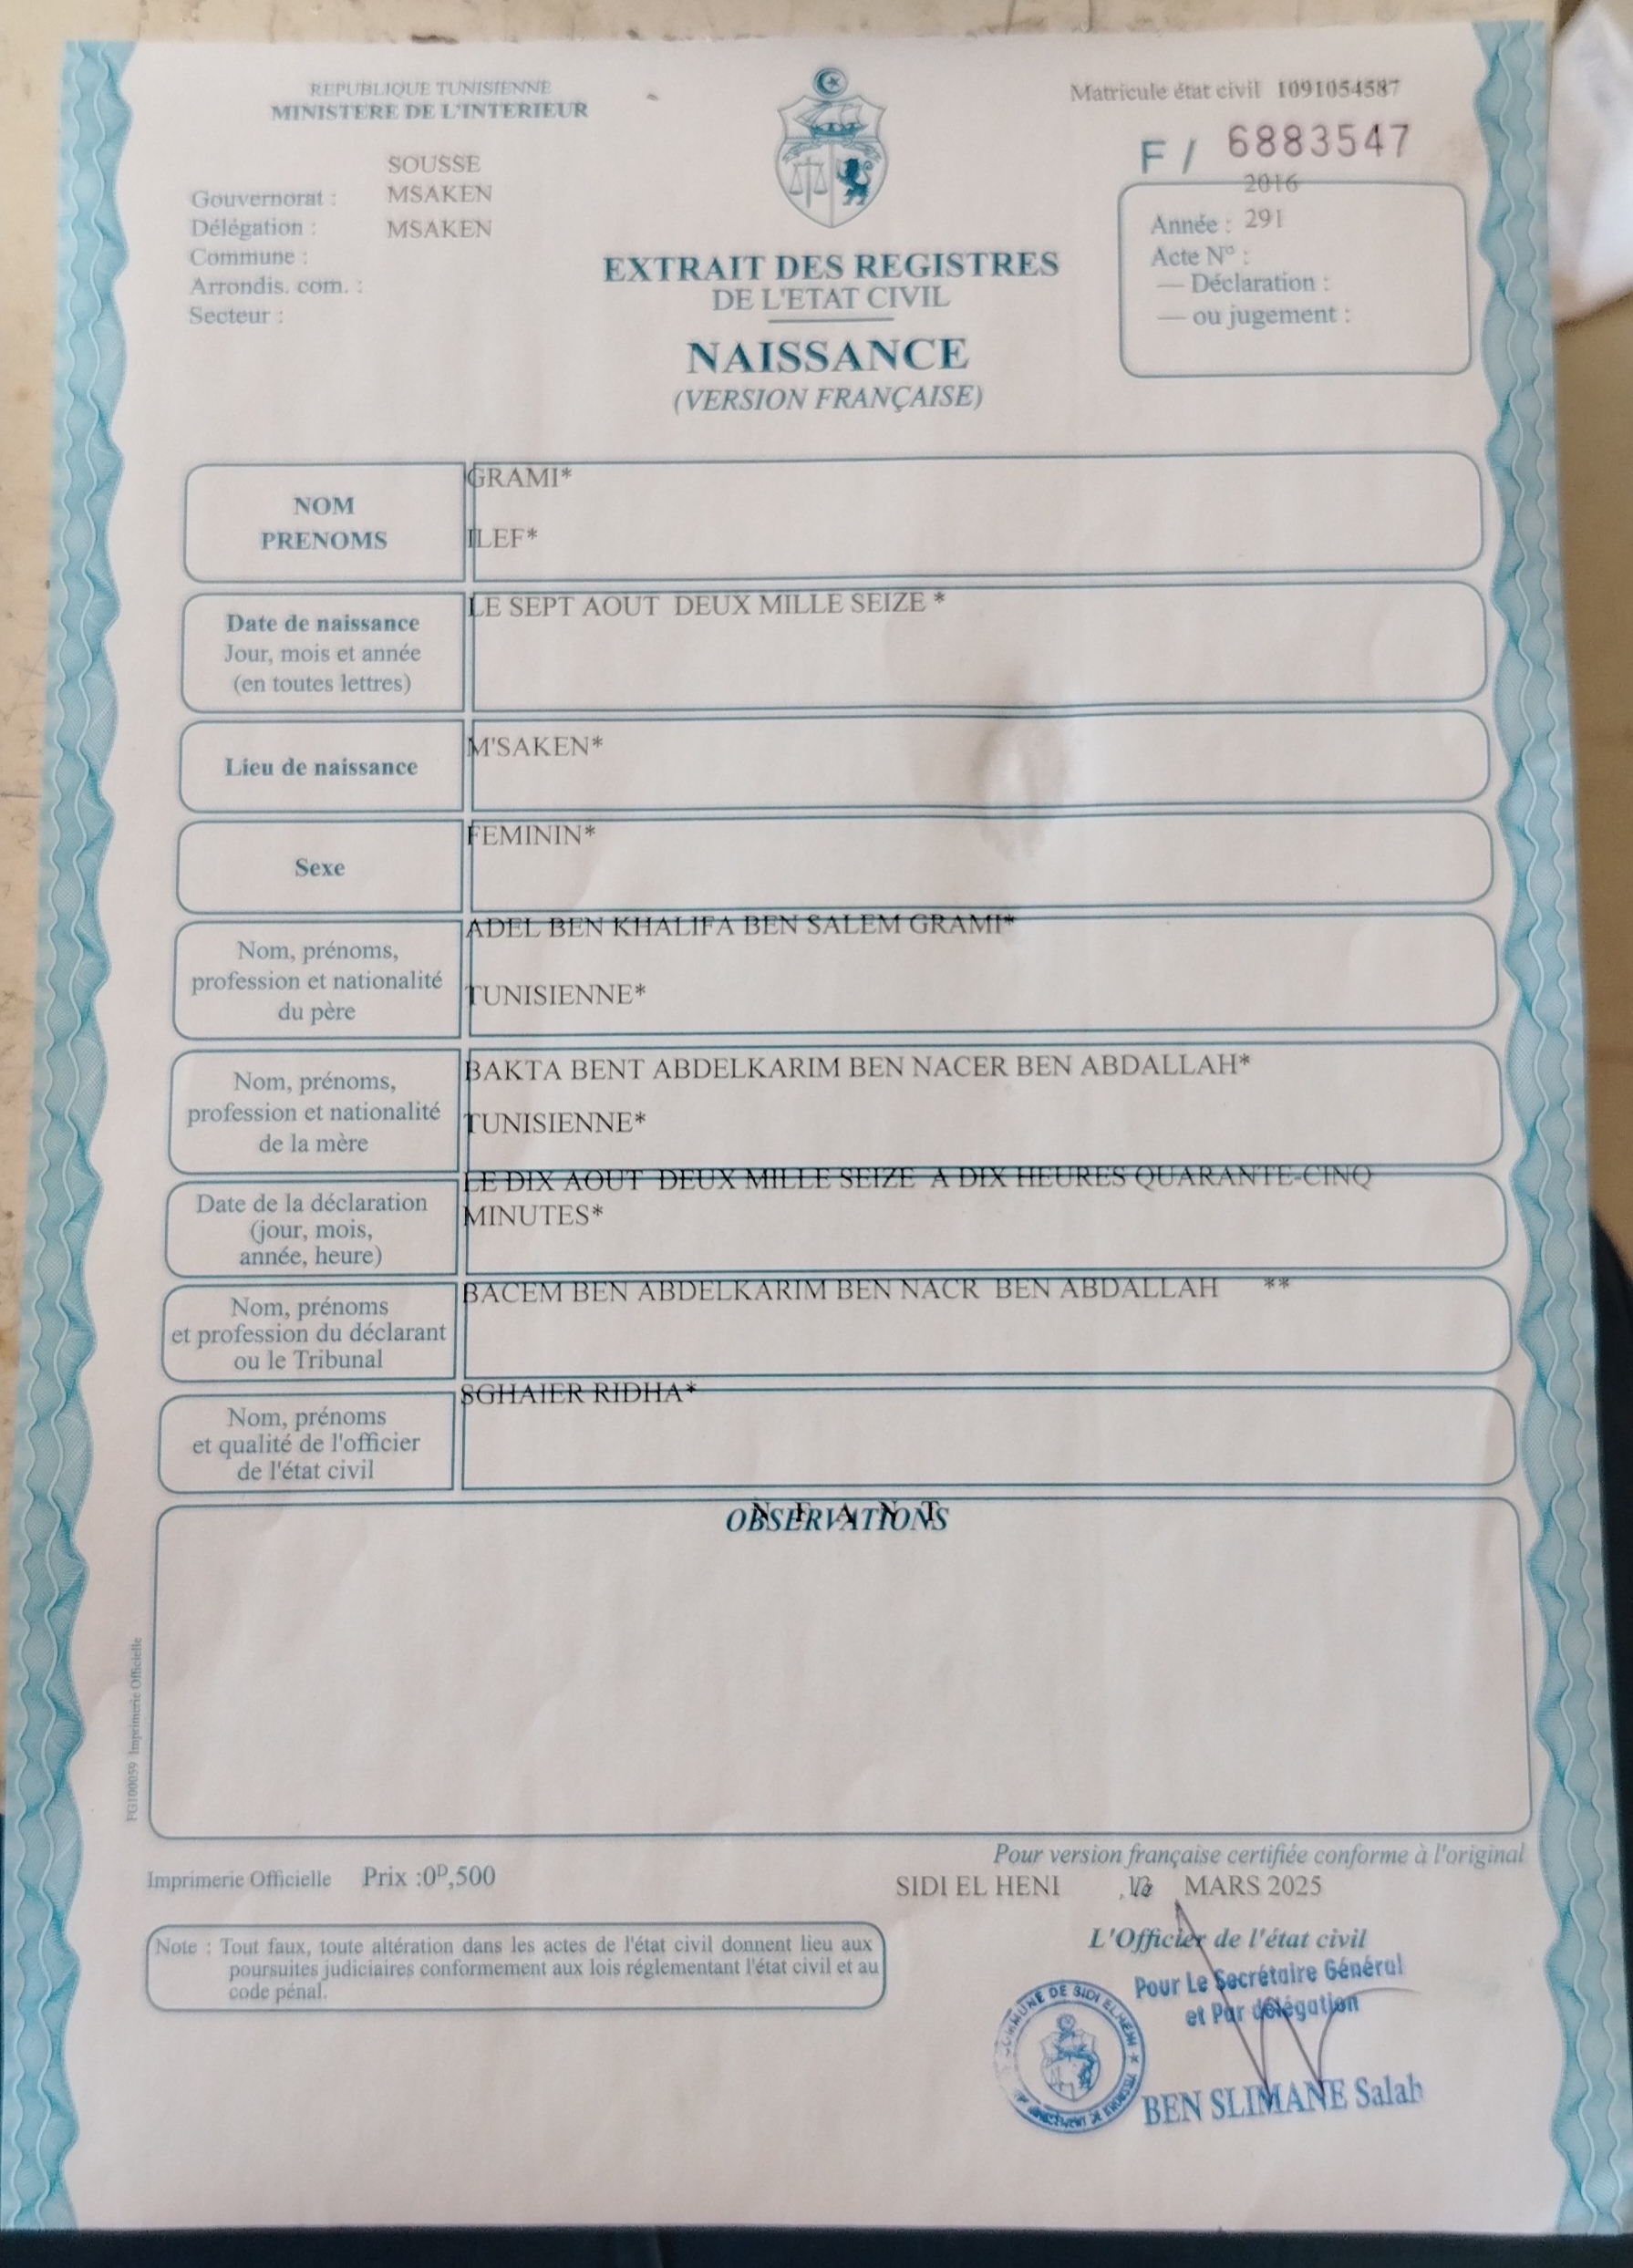 REPUBLIQUE TUNISIENNE
MINISTERE DE L'INTERIEUR
Matricule état civil 1091054587
F / 6883547
SOUSSE
Gouvernorat : MSAKEN
Délégation : MSAKEN
Commune :
Arrondis. com. :
Secteur :
2016
Année : 291
Acte Nº :
— Déclaration :
— ou jugement :
EXTRAIT DES REGISTRES
DE L'ETAT CIVIL
NAISSANCE
(VERSION FRANÇAISE)
NOM
PRENOMS
GRAMI*
ILEF*
Date de naissance
Jour, mois et année
(en toutes lettres)
LE SEPT AOUT DEUX MILLE SEIZE *
Lieu de naissance
M'SAKEN*
Sexe
FEMININ*
Nom, prénoms,
profession et nationalité
du père
ADEL BEN KHALIFA BEN SALEM GRAMI*
TUNISIENNE*
Nom, prénoms,
profession et nationalité
de la mère
BAKTA BENT ABDELKARIM BEN NACER BEN ABDALLAH*
TUNISIENNE*
Date de la déclaration
(jour, mois,
année, heure)
LE DIX AOUT DEUX MILLE SEIZE A DIX HEURES QUARANTE-CINQ
MINUTES*
Nom, prénoms
et profession du déclarant
ou le Tribunal
BACEM BEN ABDELKARIM BEN NACR BEN ABDALLAH **
Nom, prénoms
et qualité de l'officier
de l'état civil
SGHAIER RIDHA*
OBSERVATIONS
N E A N T
FG100059 Imprimerie Officielle
Imprimerie Officielle Prix :0ᴰ,500
Pour version française certifiée conforme à l'original
SIDI EL HENI , MARS 2025
Note : Tout faux, toute altération dans les actes de l'état civil donnent lieu aux
poursuites judiciaires conformement aux lois réglementant l'état civil et au
code pénal.
L'Officier de l'état civil
Pour Le Secrétaire Général
et Par délégation
COMMUNE DE SIDI ELHENI
BEN SLIMANE Salah